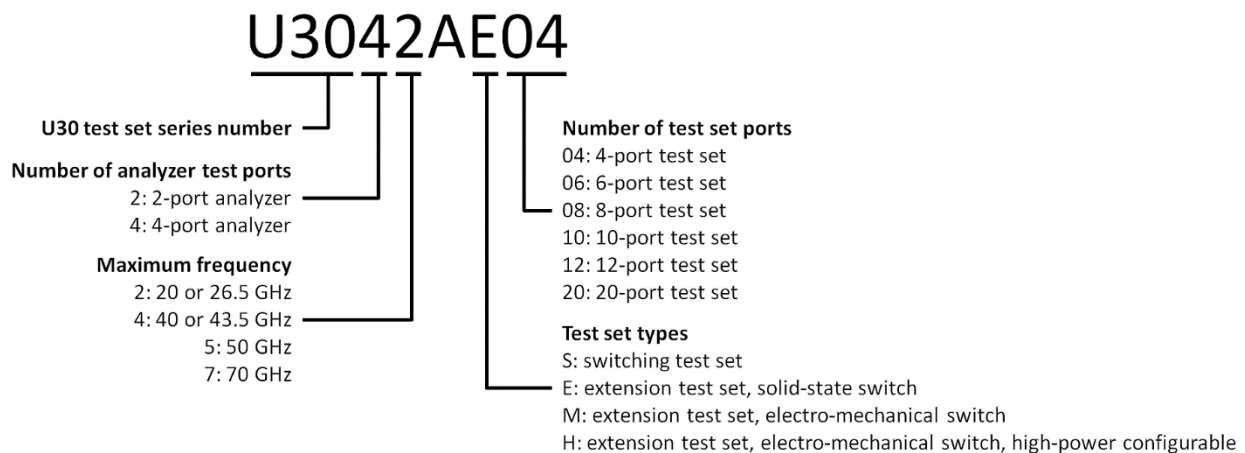 U3042AE04
U30 test set series number
Number of analyzer test ports
2: 2-port analyzer
4: 4-port analyzer
Maximum frequency
2: 20 or 26.5 GHz
4: 40 or 43.5 GHz
5: 50 GHz
7: 70 GHz
Number of test set ports
04: 4-port test set
06: 6-port test set
08: 8-port test set
10: 10-port test set
12: 12-port test set
20: 20-port test set
Test set types
S: switching test set
E: extension test set, solid-state switch
M: extension test set, electro-mechanical switch
H: extension test set, electro-mechanical switch, high-power configurable